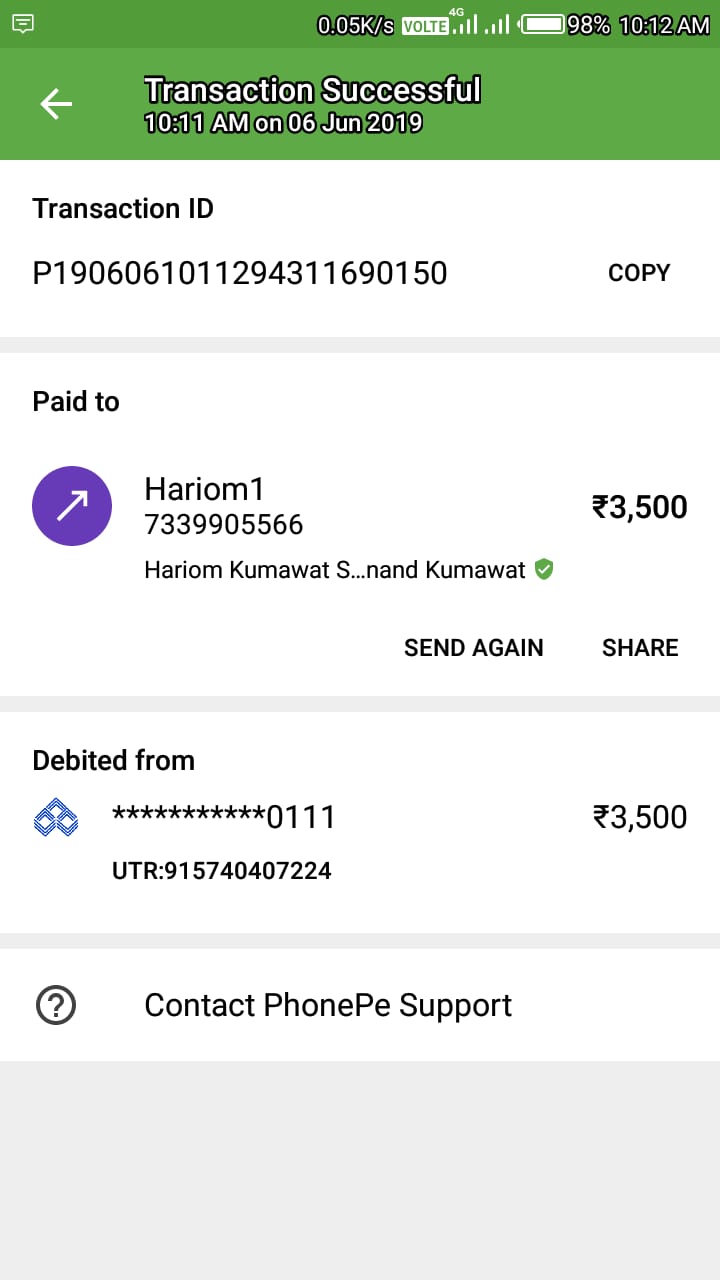 0.05K/s VOLTE 4G 98% 10:12 AM
Transaction Successful
10:11 AM on 06 Jun 2019
Transaction ID
P1906061011294311690150 COPY
Paid to
Hariom1
7339905566
₹3,500
Hariom Kumawat S...nand Kumawat
SEND AGAIN SHARE
Debited from
***********0111 ₹3,500
UTR:915740407224
Contact PhonePe Support